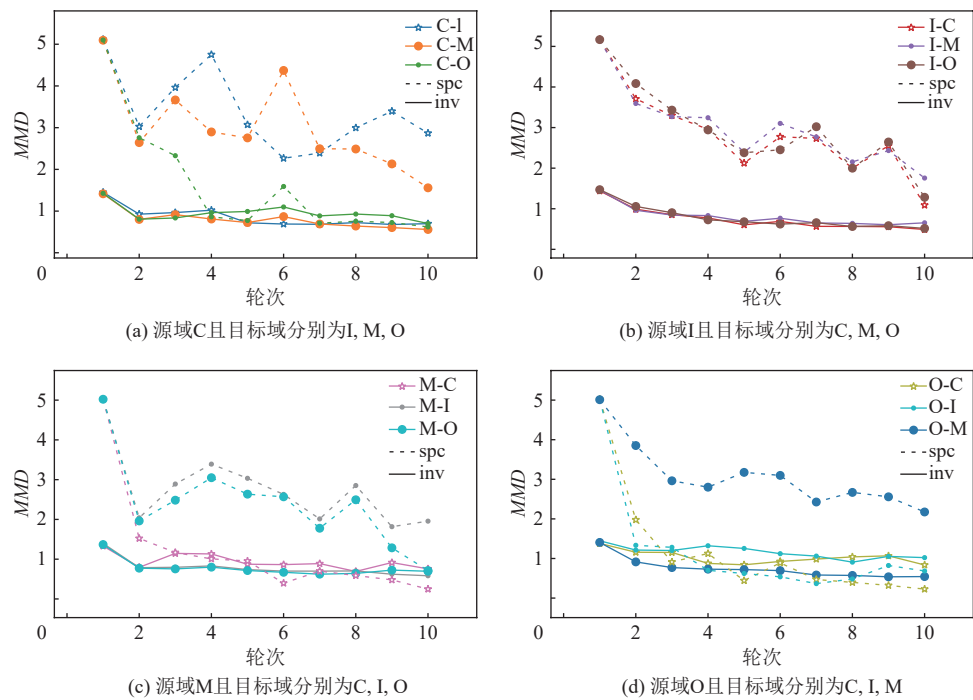 5
4
3
2
1
0
MMD
C-l
C-M
C-O
spc
inv
2
4
6
8
10
轮次
(a) 源域C且目标域分别为I, M, O
5
4
3
2
1
0
MMD
I-C
I-M
I-O
spc
inv
2
4
6
8
10
轮次
(b) 源域I且目标域分别为C, M, O
5
4
3
2
1
0
MMD
M-C
M-I
M-O
spc
inv
2
4
6
8
10
轮次
(c) 源域M且目标域分别为C, I, O
5
4
3
2
1
0
MMD
O-C
O-I
O-M
spc
inv
2
4
6
8
10
轮次
(d) 源域O且目标域分别为C, I, M